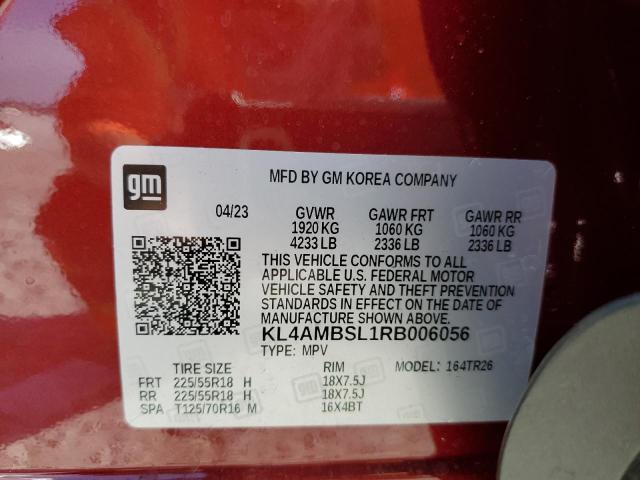 gm
MFD BY GM KOREA COMPANY
04/23 GVWR GAWR FRT GAWR RR
1920 KG 1060 KG 1060 KG
4233 LB 2336 LB 2336 LB
THIS VEHICLE CONFORMS TO ALL
APPLICABLE U.S. FEDERAL MOTOR
VEHICLE SAFETY AND THEFT PREVENTION
STANDARDS IN EFFECT ON THE DATE OF
MANUFACTURE SHOWN ABOVE.
KL4AMBSL1RB006056
TYPE: MPV
TIRE SIZE RIM MODEL: 164TR26
FRT 225/55R18 H 18X7.5J
RR 225/55R18 H 18X7.5J
SPA T125/70R16 M 16X4BT